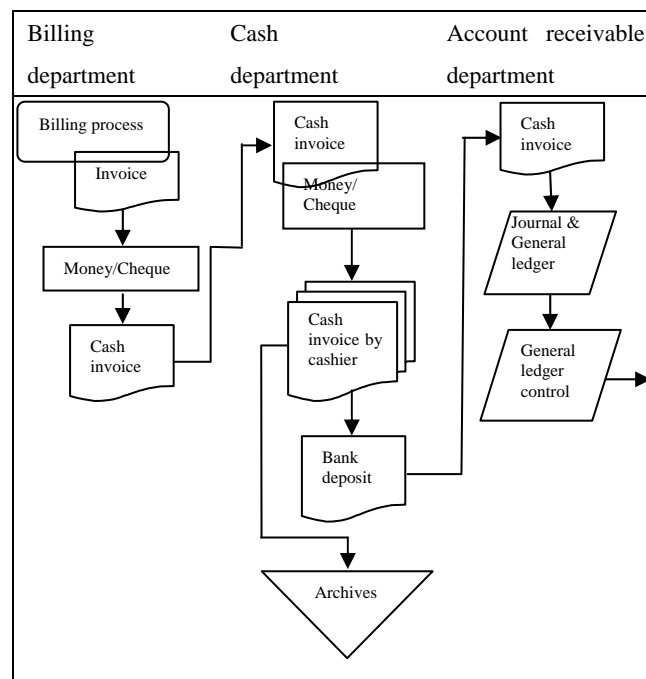 Billing
department
Cash
department
Account receivable
department
Billing process
Invoice
Money/Cheque
Cash
invoice
Cash
invoice
Money/
Cheque
Cash
invoice by
cashier
Bank
deposit
Archives
Cash
invoice
Journal &
General
ledger
General
ledger
control